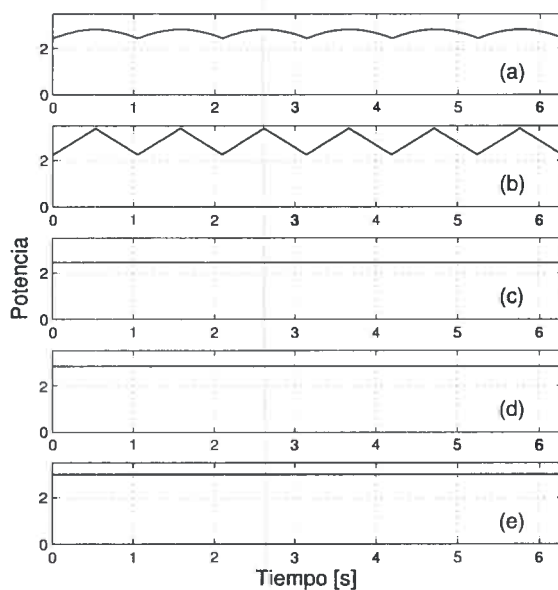 2
0
(a)
0 1 2 3 4 5 6
2
0
(b)
0 1 2 3 4 5 6
Potencia
2
0
(c)
0 1 2 3 4 5 6
2
0
(d)
0 1 2 3 4 5 6
2
0
(e)
0 1 2 3 4 5 6
Tiempo [s]